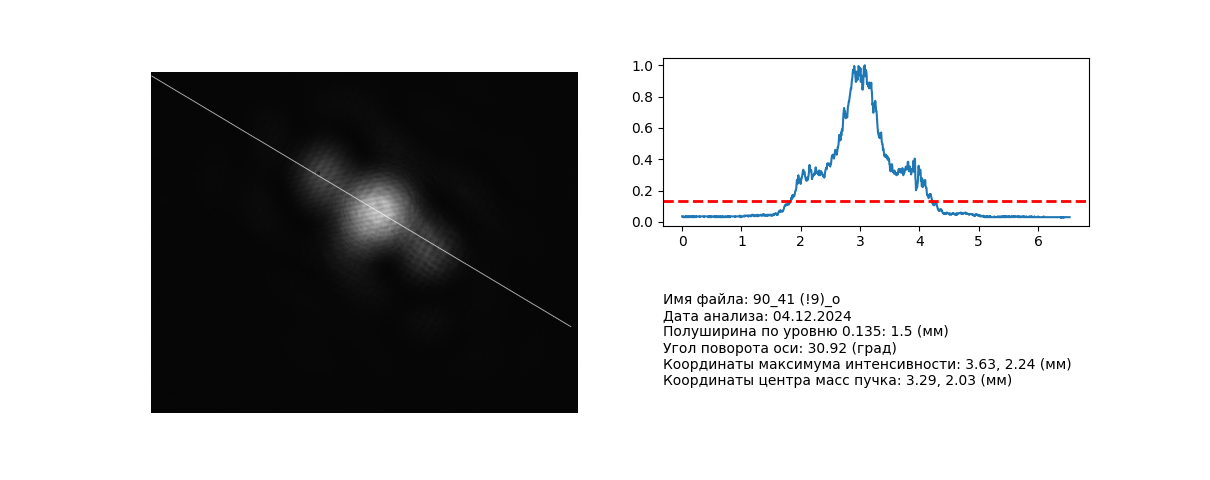 1.0
0.8
0.6
0.4
0.2
0.0
0 1 2 3 4 5 6
Имя файла: 90_41 (!9)_o
Дата анализа: 04.12.2024
Полуширина по уровню 0.135: 1.5 (мм)
Угол поворота оси: 30.92 (град)
Координаты максимума интенсивности: 3.63, 2.24 (мм)
Координаты центра масс пучка: 3.29, 2.03 (мм)